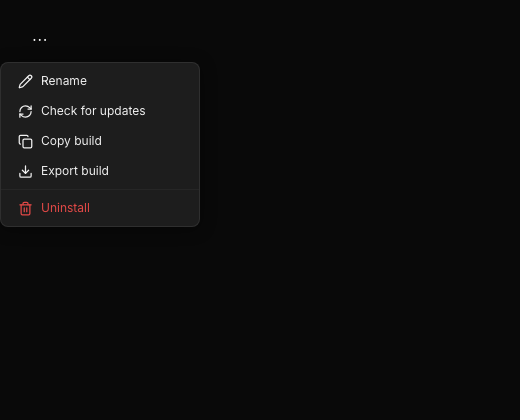 ...
Rename
Check for updates
Copy build
Export build
Uninstall